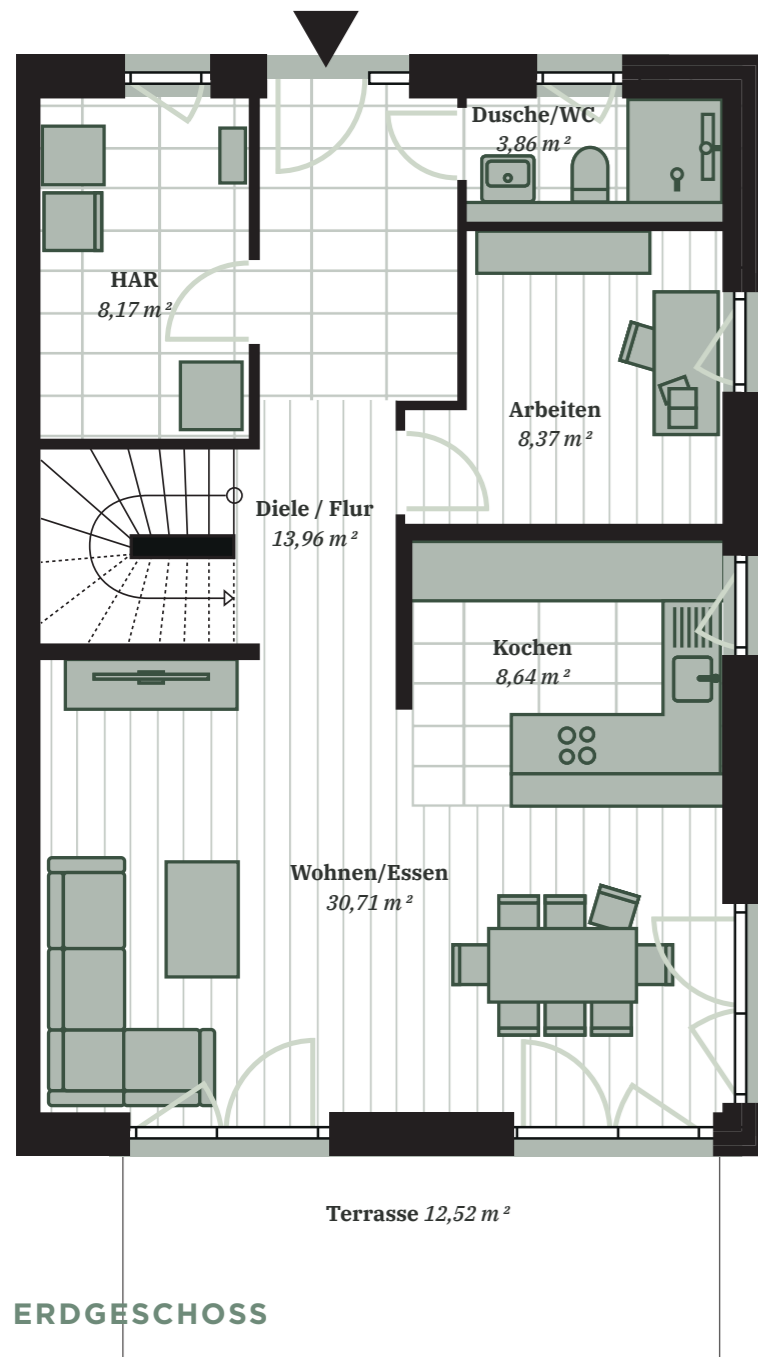 Dusche/WC
3,86 m²
HAR
8,17 m²
Arbeiten
8,37 m²
Diele / Flur
13,96 m²
Kochen
8,64 m²
Wohnen/Essen
30,71 m²
Terrasse 12,52 m²
ERDGESCHOSS